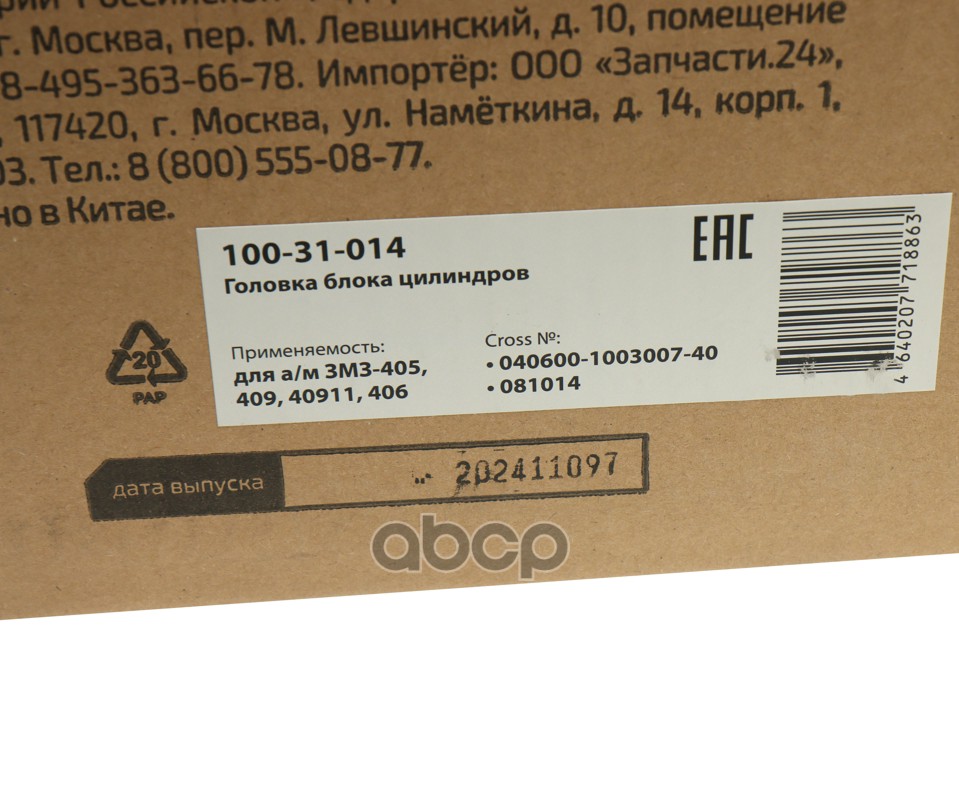 Российской
г. Москва, пер. М. Левшинский, д. 10, помещение
8-495-363-66-78. Импортёр: ООО «Запчасти.24»,
, 117420, г. Москва, ул. Намёткина, д. 14, корп. 1,
03. Тел.: 8 (800) 555-08-77.
но в Китае.
100-31-014
Головка блока цилиндров
EAC
Применяемость:
для а/м ЗМЗ-405,
409, 40911, 406
Cross №:
• 040600-1003007-40
• 081014
4 640207 718863
20
PAP
дата выпуска
202411097
abcp